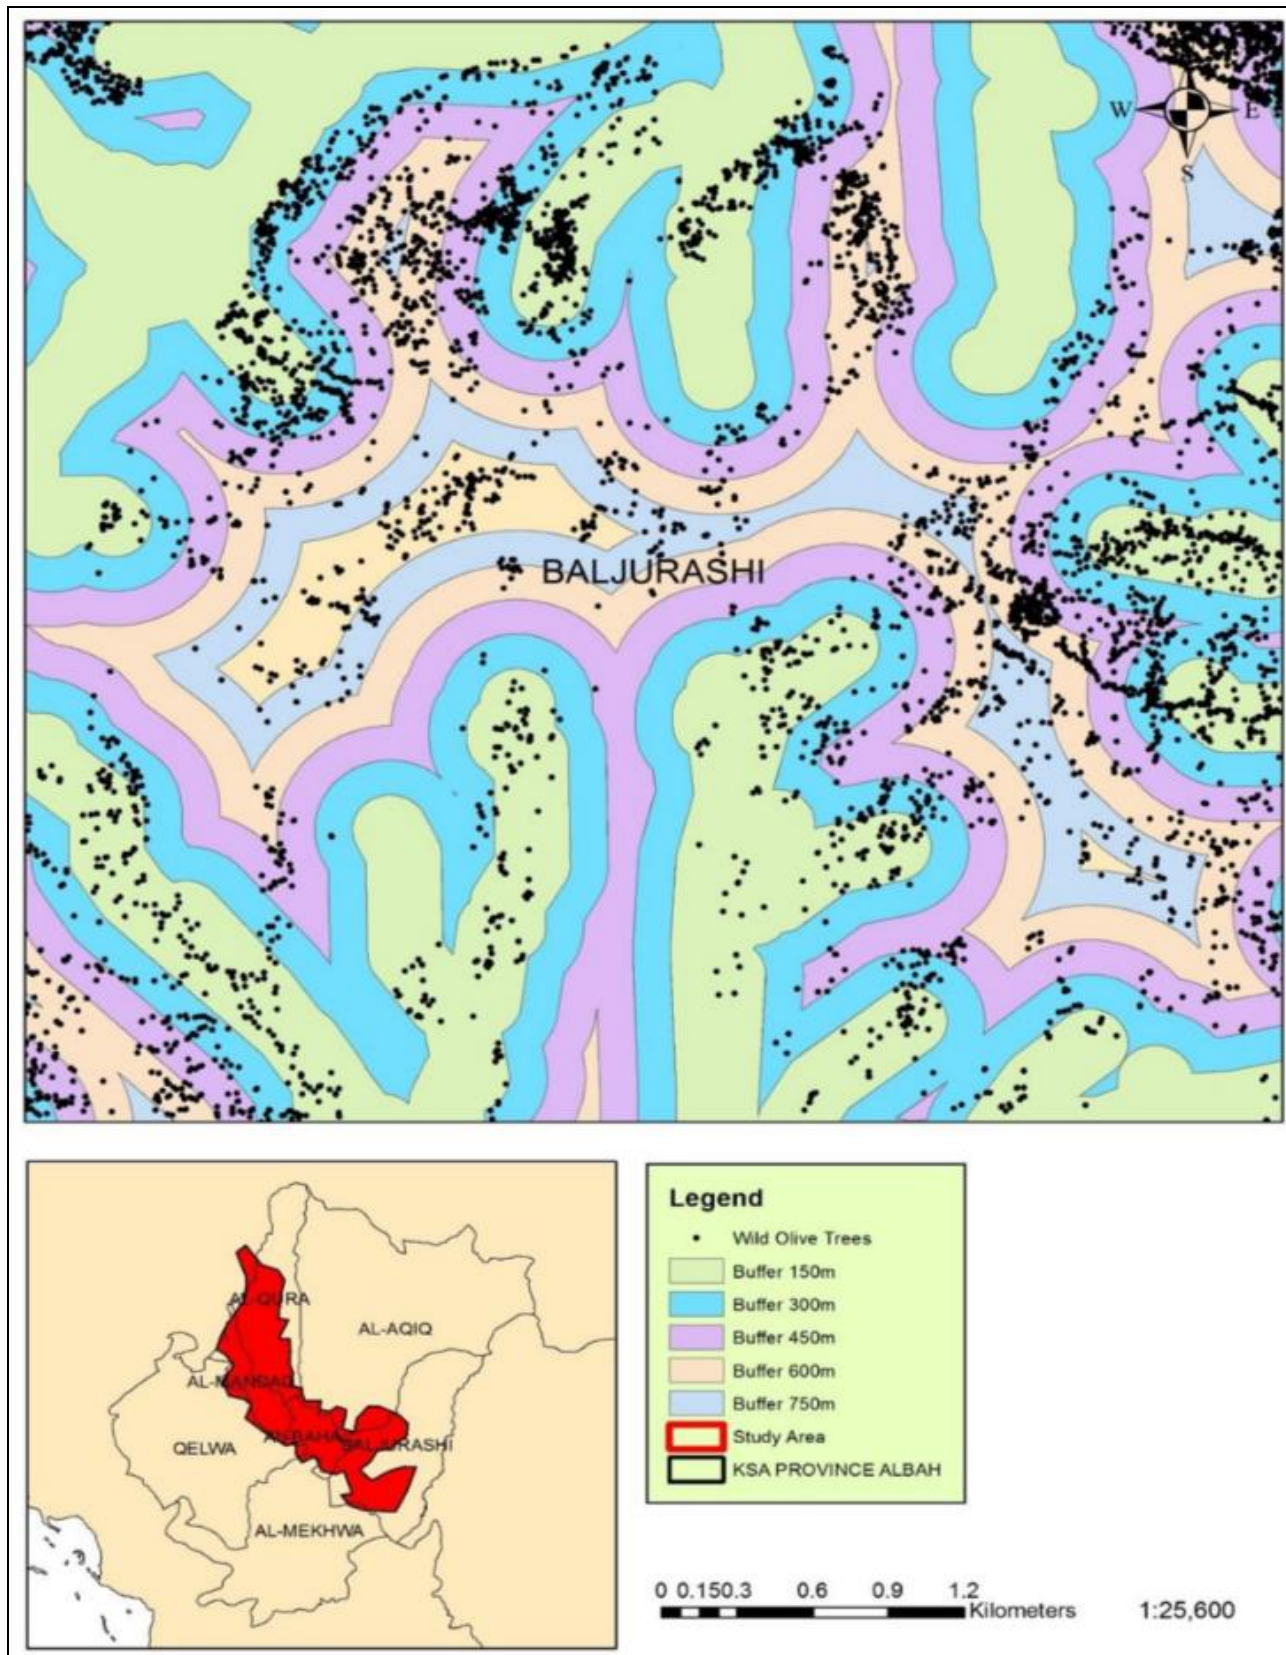 W
E
S
BALJURASHI
AL-QURA
AL-AQIQ
AL-MANDAQ
QELWA
AL-BAHA
BALJURASHI
AL-MEKHWA
Legend
Wild Olive Trees
Buffer 150m
Buffer 300m
Buffer 450m
Buffer 600m
Buffer 750m
Study Area
KSA PROVINCE ALBAH
0 0.150.3 0.6 0.9 1.2
Kilometers
1:25,600